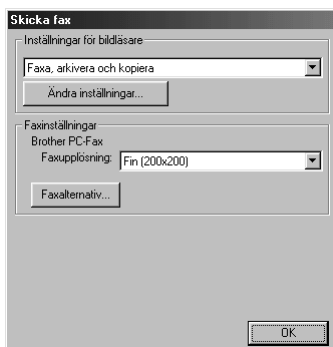 Skicka fax
Inställningar för bildläsare
Faxa, arkivera och kopiera
Ändra inställningar...
Faxinställningar
Brother PC-Fax
Faxupplösning: Fin (200x200)
Faxalternativ...
OK